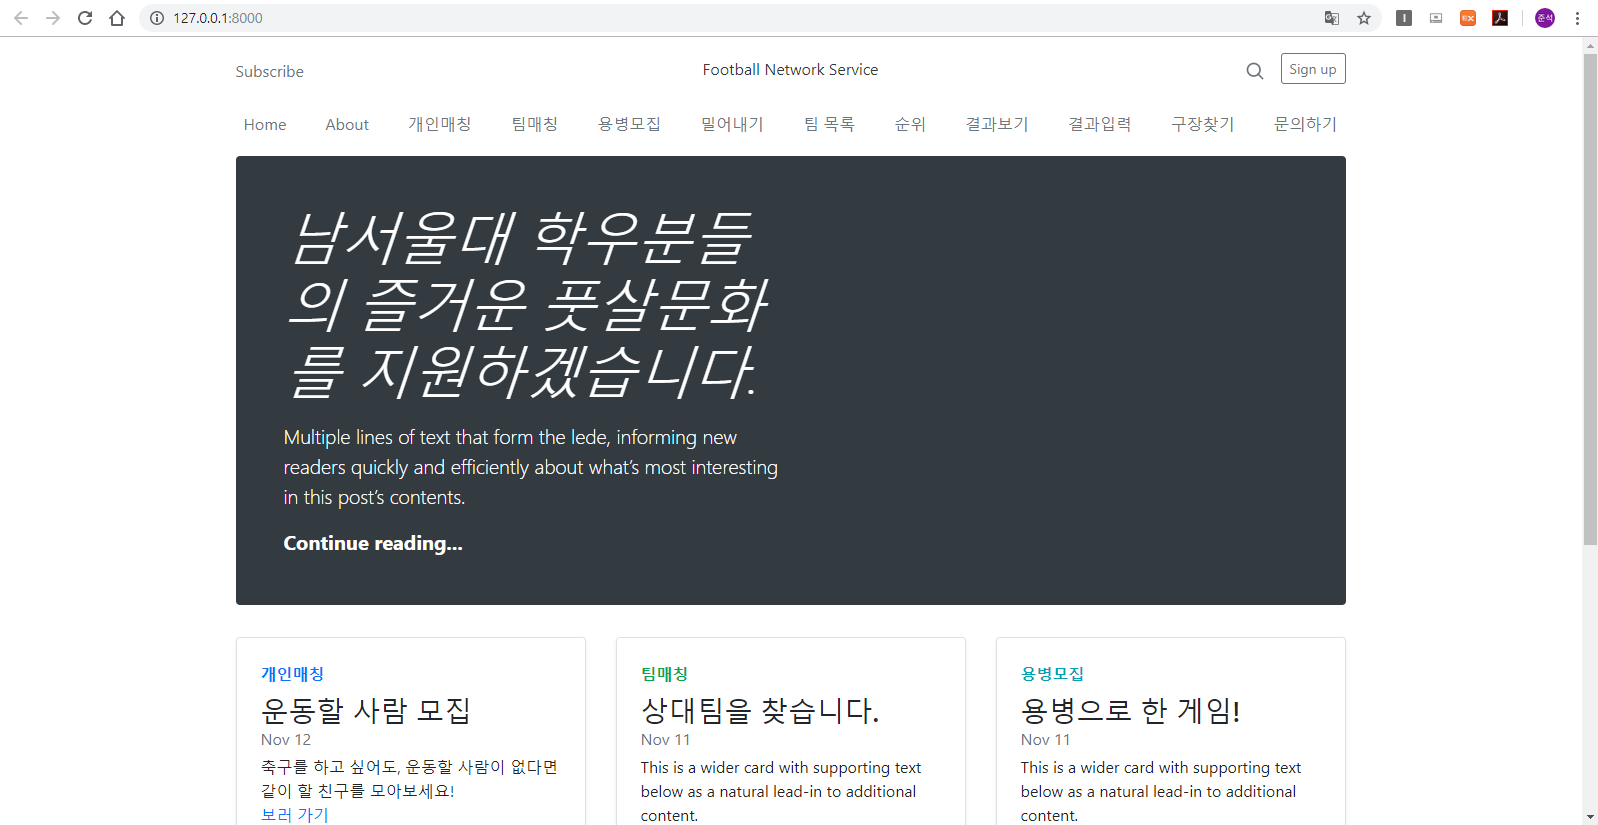 127.0.0.1:8000
준석
Subscribe
Football Network Service
Sign up
Home About 개인매칭 팀매칭 용병모집 밀어내기 팀 목록 순위 결과보기 결과입력 구장찾기 문의하기
남서울대 학우분들
의 즐거운 풋살문화
를 지원하겠습니다.
Multiple lines of text that form the lede, informing new
readers quickly and efficiently about what’s most interesting
in this post’s contents.
Continue reading...
개인매칭
운동할 사람 모집
Nov 12
축구를 하고 싶어도, 운동할 사람이 없다면
같이 할 친구를 모아보세요!
보러 가기
팀매칭
상대팀을 찾습니다.
Nov 11
This is a wider card with supporting text
below as a natural lead-in to additional
content.
용병모집
용병으로 한 게임!
Nov 11
This is a wider card with supporting text
below as a natural lead-in to additional
content.